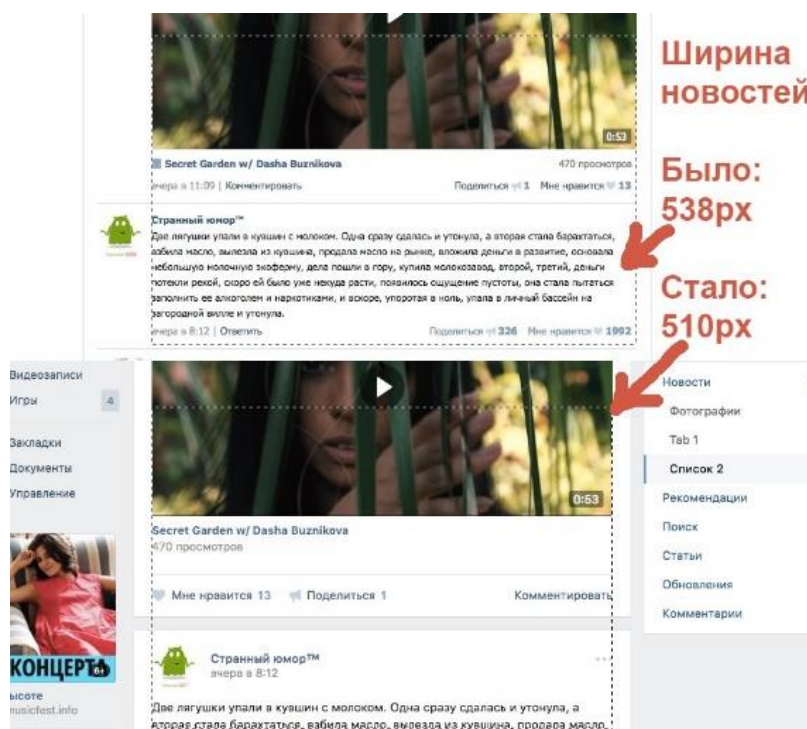 Ширина
новостей
Было:
538px
Стало:
510px
0:53
Secret Garden w/ Dasha Buznikova
470 просмотров
вчера в 11:09 | Комментировать
Поделиться 1 Мне нравится 13
Странный юмор™
Две лягушки упали в кувшин с молоком. Одна сразу сдалась и утонула, а вторая стала барахтаться,
взбила масло, вылезла из кувшина, продала масло на рынке, вложила деньги в развитие, основала
небольшую молочную экоферму, дела пошли в гору, купила молокозавод, второй, третий, деньги
потекли рекой, скоро ей было уже некуда расти, появилось ощущение пустоты, она стала пытаться
заполнить ее алкоголем и наркотиками, и вскоре, упоротая в ноль, упала в личный бассейн на
загородной вилле и утонула.
вчера в 8:12 | Ответить
Поделиться 326 Мне нравится 1992
Видеозаписи
Игры 4
Закладки
Документы
Управление
КОНЦЕРТА
6+
ысоте
musicfest.info
0:53
Secret Garden w/ Dasha Buznikova
470 просмотров
Мне нравится 13 Поделиться 1 Комментировать
Странный юмор™
вчера в 8:12
Две лягушки упали в кувшин с молоком. Одна сразу сдалась и утонула, а
вторая стала барахтаться, взбила масло, вылезла из кувшина, продала масло
Новости
Фотографии
Tab 1
Список 2
Рекомендации
Поиск
Статьи
Обновления
Комментарии